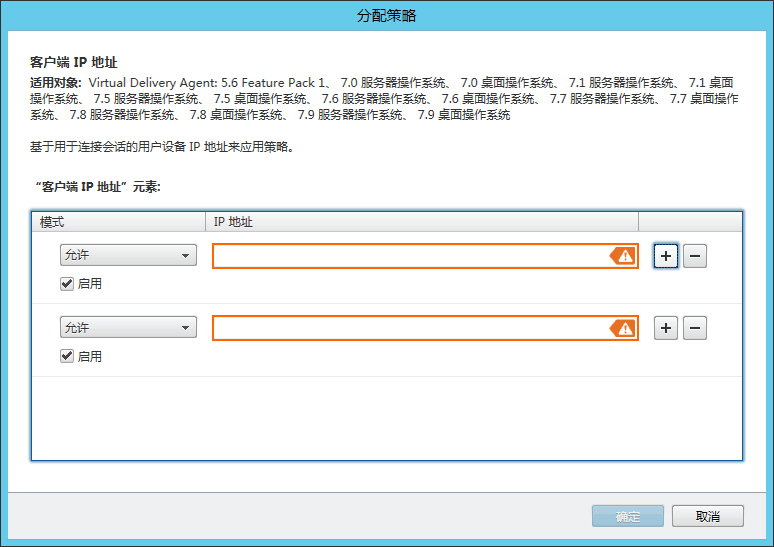 分配策略
客户端 IP 地址
适用对象: Virtual Delivery Agent: 5.6 Feature Pack 1、 7.0 服务器操作系统、 7.0 桌面操作系统、 7.1 服务器操作系统、 7.1 桌面
操作系统、 7.5 服务器操作系统、 7.5 桌面操作系统、 7.6 服务器操作系统、 7.6 桌面操作系统、 7.7 服务器操作系统、 7.7 桌面操作系
统、 7.8 服务器操作系统、 7.8 桌面操作系统、 7.9 服务器操作系统、 7.9 桌面操作系统
基于用于连接会话的用户设备 IP 地址来应用策略。
“客户端 IP 地址”元素:
模式 IP 地址
允许
启用
允许
启用
确定 取消